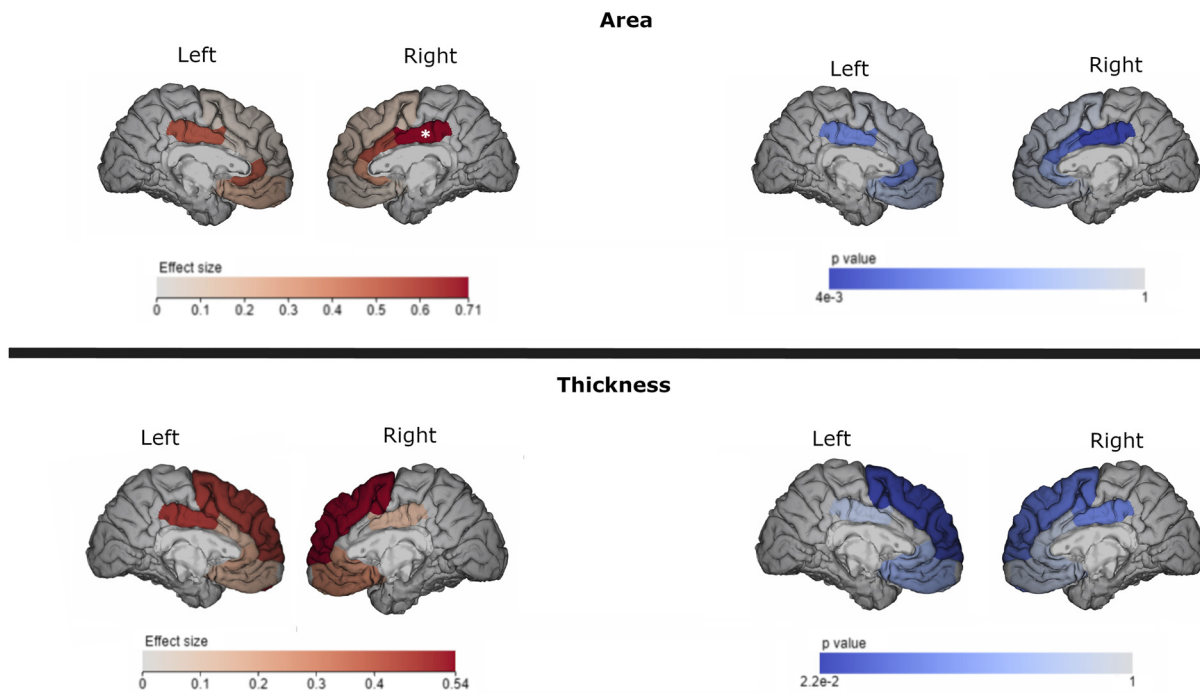 Area
Left
Right
Left
Right
*
Effect size
0 0.1 0.2 0.3 0.4 0.5 0.6 0.71
p value
4e-3 1
Thickness
Left
Right
Left
Right
Effect size
0 0.1 0.2 0.3 0.4 0.54
p value
2.2e-2 1